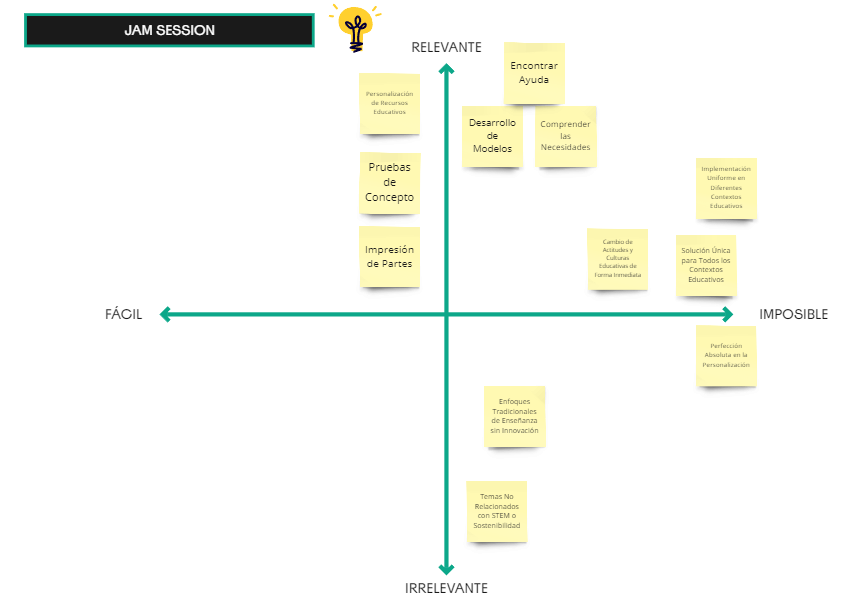 JAM SESSION
RELEVANTE
Encontrar
Ayuda
Personalización
de Recursos
Educativos
Desarrollo
de
Modelos
Comprender
las
Necesidades
Pruebas
de
Concepto
Implementación
Uniforme en
Diferentes
Contextos
Educativos
Impresión
de Partes
Cambio de
Actitudes y
Culturas
Educativas de
Forma Inmediata
Solución Única
para Todos los
Contextos
Educativos
FÁCIL
IMPOSIBLE
Perfección
Absoluta en la
Personalización
Enfoques
Tradicionales
de Enseñanza
sin Innovación
Temas No
Relacionados
con STEM o
Sostenibilidad
IRRELEVANTE